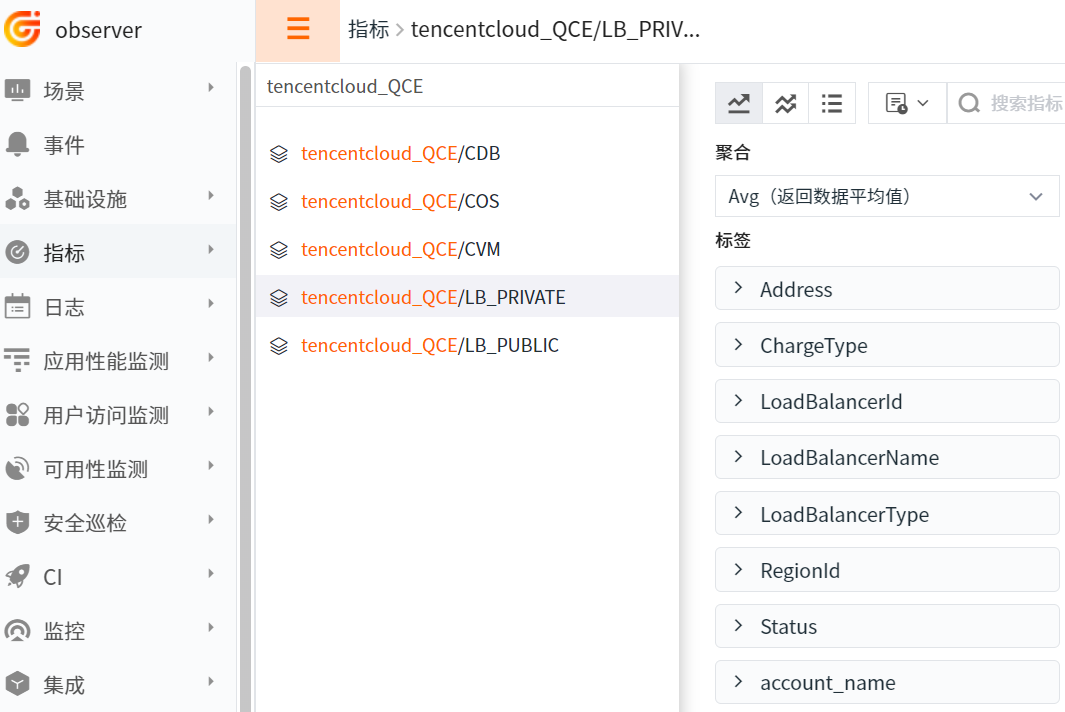 observer
指标 > tencentcloud_QCE/LB_PRIV...
场景
事件
基础设施
指标
日志
应用性能监测
用户访问监测
可用性监测
安全巡检
CI
监控
集成
tencentcloud_QCE
tencentcloud_QCE/CDB
tencentcloud_QCE/COS
tencentcloud_QCE/CVM
tencentcloud_QCE/LB_PRIVATE
tencentcloud_QCE/LB_PUBLIC
搜索指标
聚合
Avg（返回数据平均值）
标签
Address
ChargeType
LoadBalancerId
LoadBalancerName
LoadBalancerType
RegionId
Status
account_name